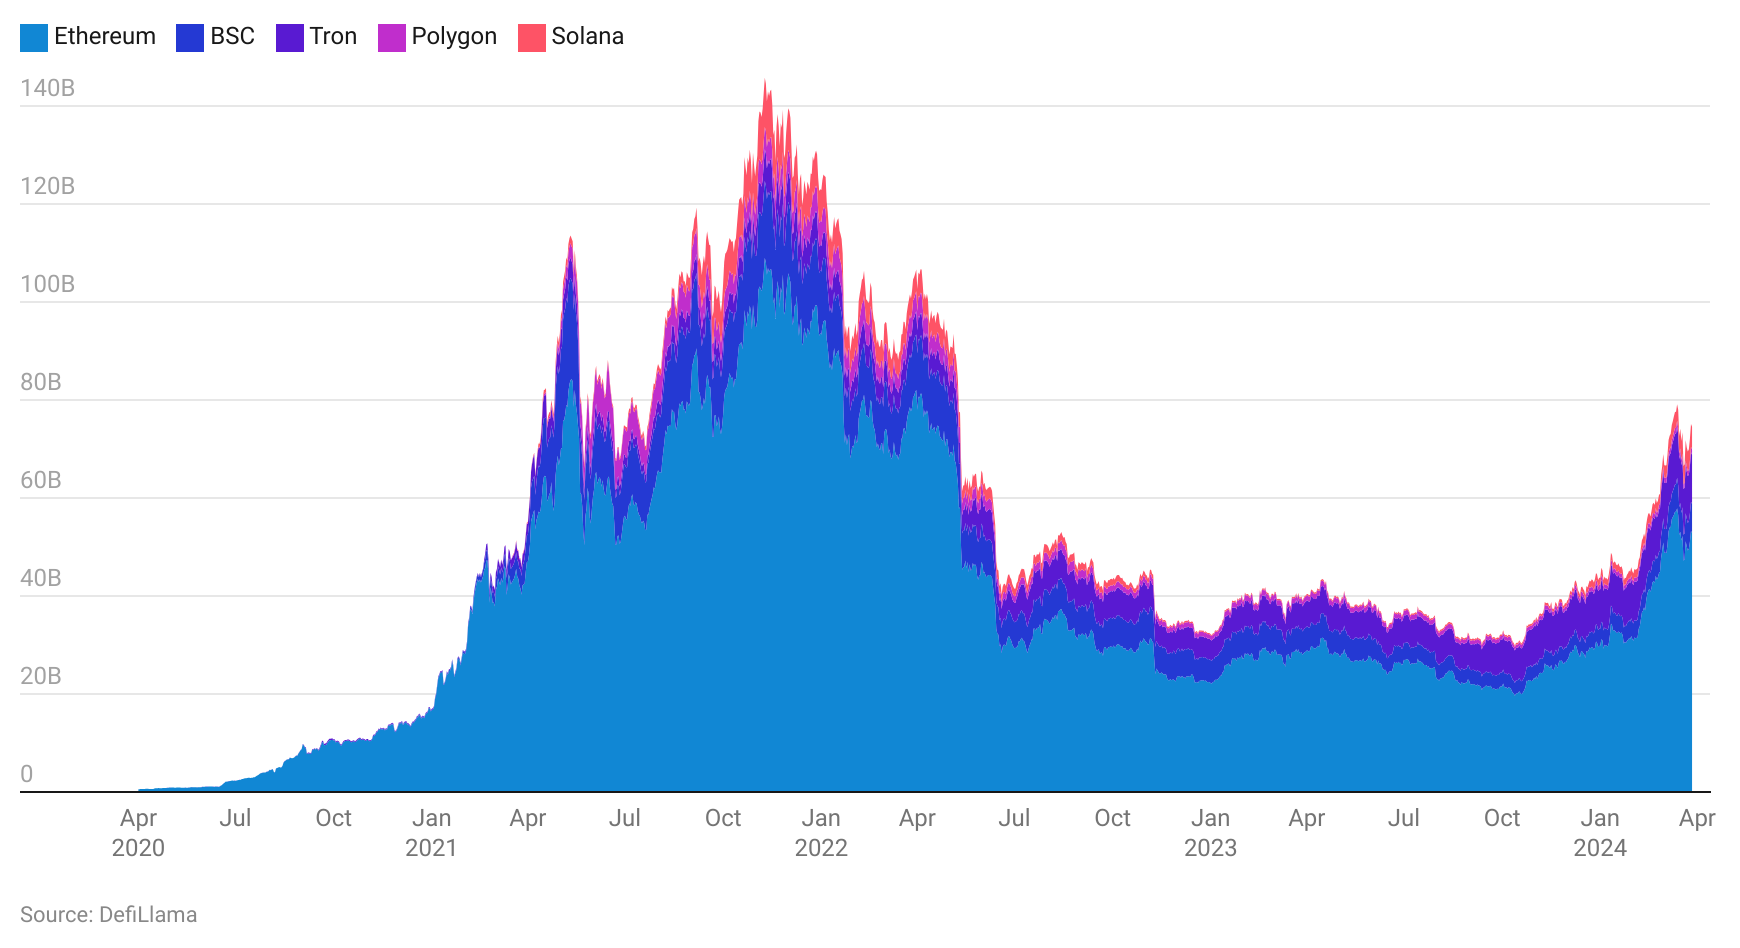 Ethereum BSC Tron Polygon Solana
140B
120B
100B
80B
60B
40B
20B
0
Apr Jul Oct Jan Apr Jul Oct Jan Apr Jul Oct Jan Apr Jul Oct Jan Apr
2020 2021 2022 2023 2024
Source: DefiLlama